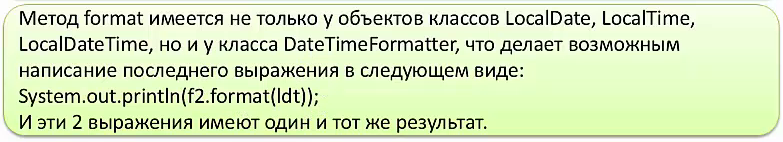 Метод format имеется не только у объектов классов LocalDate, LocalTime,
LocalDateTime, но и у класса DateTimeFormatter, что делает возможным
написание последнего выражения в следующем виде:
System.out.println(f2.format(ldt));
И эти 2 выражения имеют один и тот же результат.